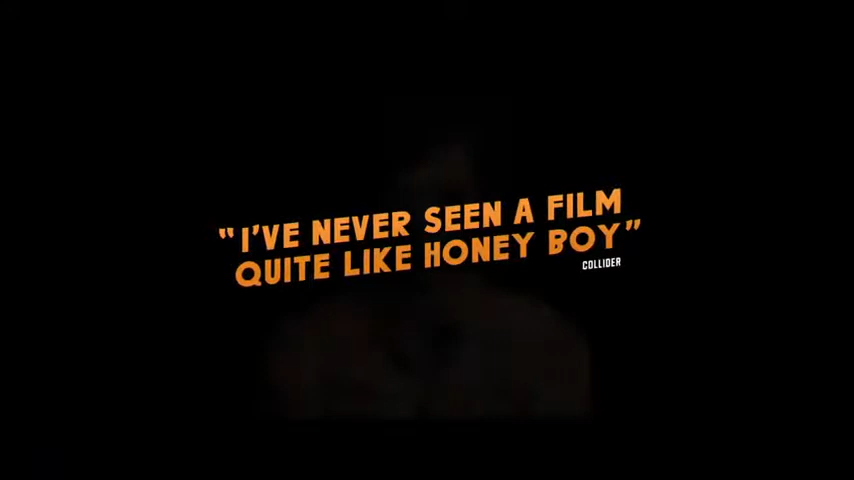 “I’VE NEVER SEEN A FILM
QUITE LIKE HONEY BOY”
COLLIDER